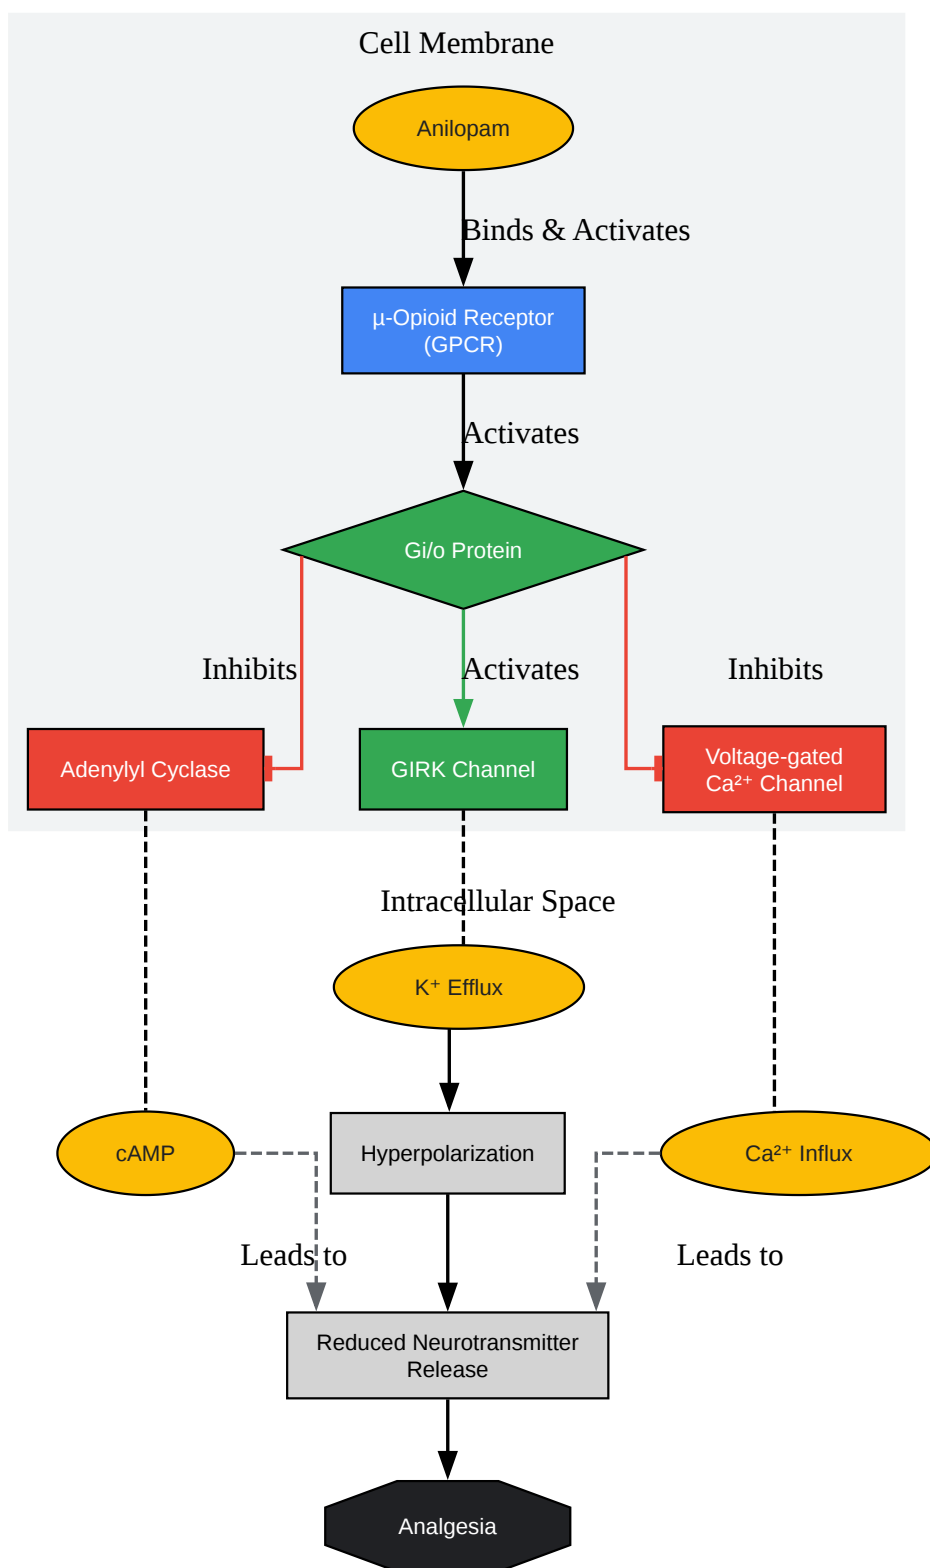 Cell Membrane
Anilopam
Binds & Activates
µ-Opioid Receptor
(GPCR)
Activates
Gi/o Protein
Inhibits
Activates
Inhibits
Adenylyl Cyclase
GIRK Channel
Voltage-gated
Ca²⁺ Channel
Intracellular Space
K⁺ Efflux
cAMP
Hyperpolarization
Ca²⁺ Influx
Leads to
Leads to
Reduced Neurotransmitter
Release
Analgesia